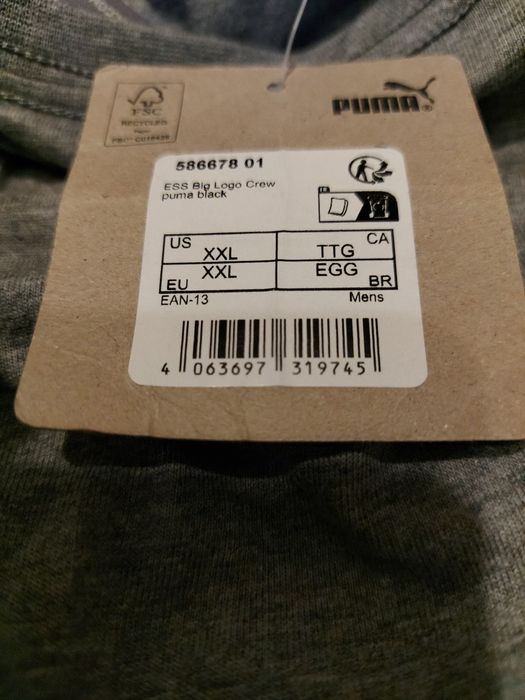 FSC
RECYCLED
PUMA
586678 01
ESS Big Logo Crew
puma black
US XXL TTG CA
EU XXL EGG BR
EAN-13 Mens
4 063697 319745